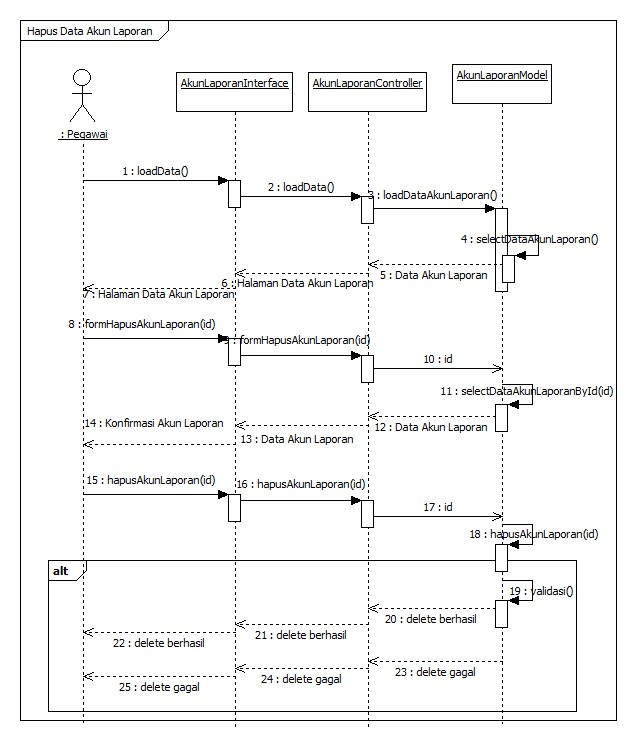 Hapus Data Akun Laporan
AkunLaporanInterface
AkunLaporanController
AkunLaporanModel
: Pegawai
1 : loadData()
2 : loadData()
3 : loadDataAkunLaporan()
4 : selectDataAkunLaporan()
5 : Data Akun Laporan
6 : Halaman Data Akun Laporan
7 : Halaman Data Akun Laporan
8 : formHapusAkunLaporan(id)
9 : formHapusAkunLaporan(id)
10 : id
11 : selectDataAkunLaporanById(id)
12 : Data Akun Laporan
13 : Data Akun Laporan
14 : Konfirmasi Akun Laporan
15 : hapusAkunLaporan(id)
16 : hapusAkunLaporan(id)
17 : id
18 : hapusAkunLaporan(id)
alt
19 : validasi()
20 : delete berhasil
21 : delete berhasil
22 : delete berhasil
23 : delete gagal
24 : delete gagal
25 : delete gagal